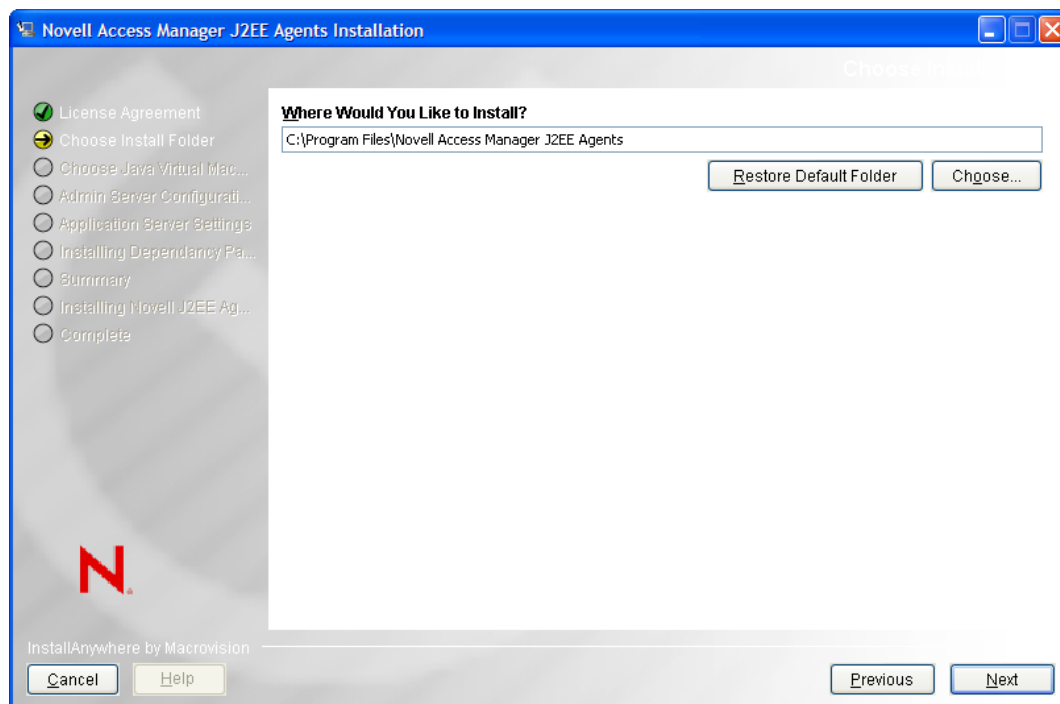 Novell Access Manager J2EE Agents Installation
Choose
License Agreement
Choose Install Folder
Choose Java Virtual Mac...
Admin Server Configurati...
Application Server Settings
Installing Dependancy Pa...
Summary
Installing Novell J2EE Ag...
Complete
Where Would You Like to Install?
C:\Program Files\Novell Access Manager J2EE Agents
Restore Default Folder
Choose...
N
InstallAnywhere by Macrovision
Cancel
Help
Previous
Next